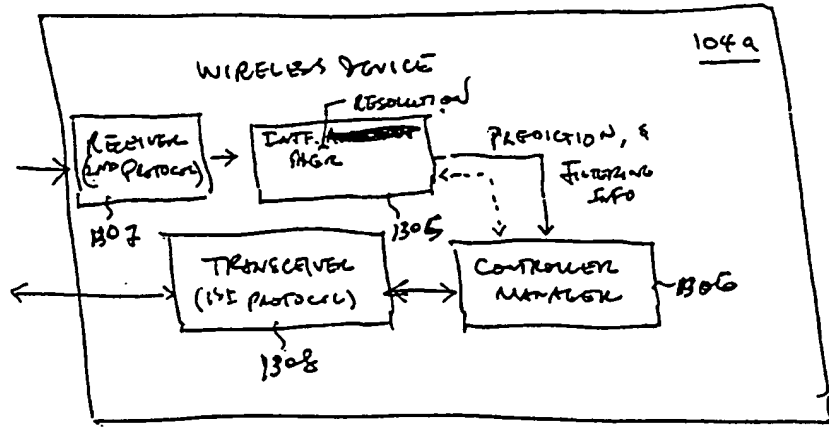 104a
WIRELESS DEVICE
RESOLUTION
RECEIVER
(2ND PROTOCOL)
INTF.
MGR
PREDICTION, &
FILTERING
INFO
1307
1305
TRANSCEIVER
(1ST PROTOCOL)
CONTROLLER
MANAGER
1306
1308